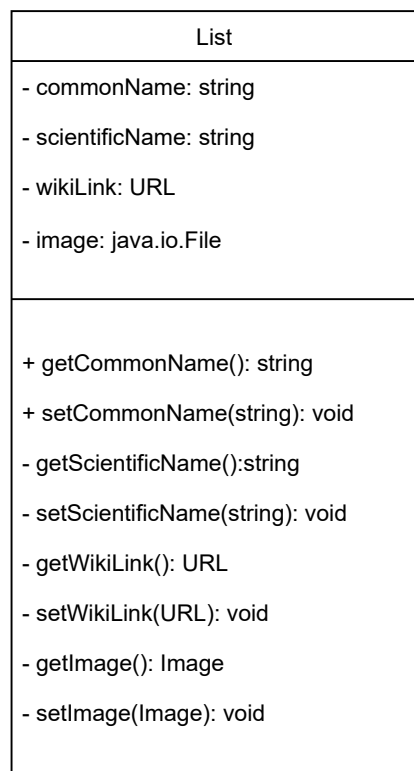 List
- commonName: string
- scientificName: string
- wikiLink: URL
- image: java.io.File
+ getCommonName(): string
+ setCommonName(string): void
- getScientificName():string
- setScientificName(string): void
- getWikiLink(): URL
- setWikiLink(URL): void
- getImage(): Image
- setImage(Image): void